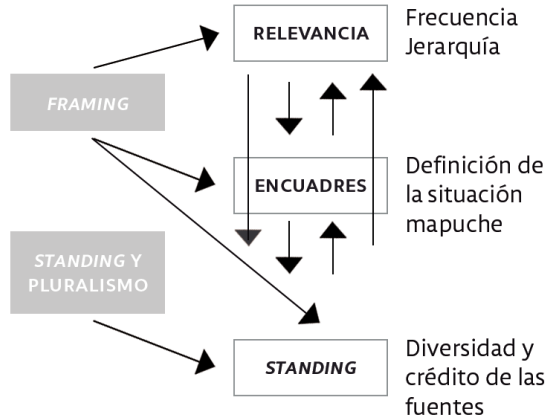 RELEVANCIA
Frecuencia
Jerarquía
FRAMING
ENCUADRES
Definición de
la situación
mapuche
STANDING Y
PLURALISMO
STANDING
Diversidad y
crédito de las
fuentes